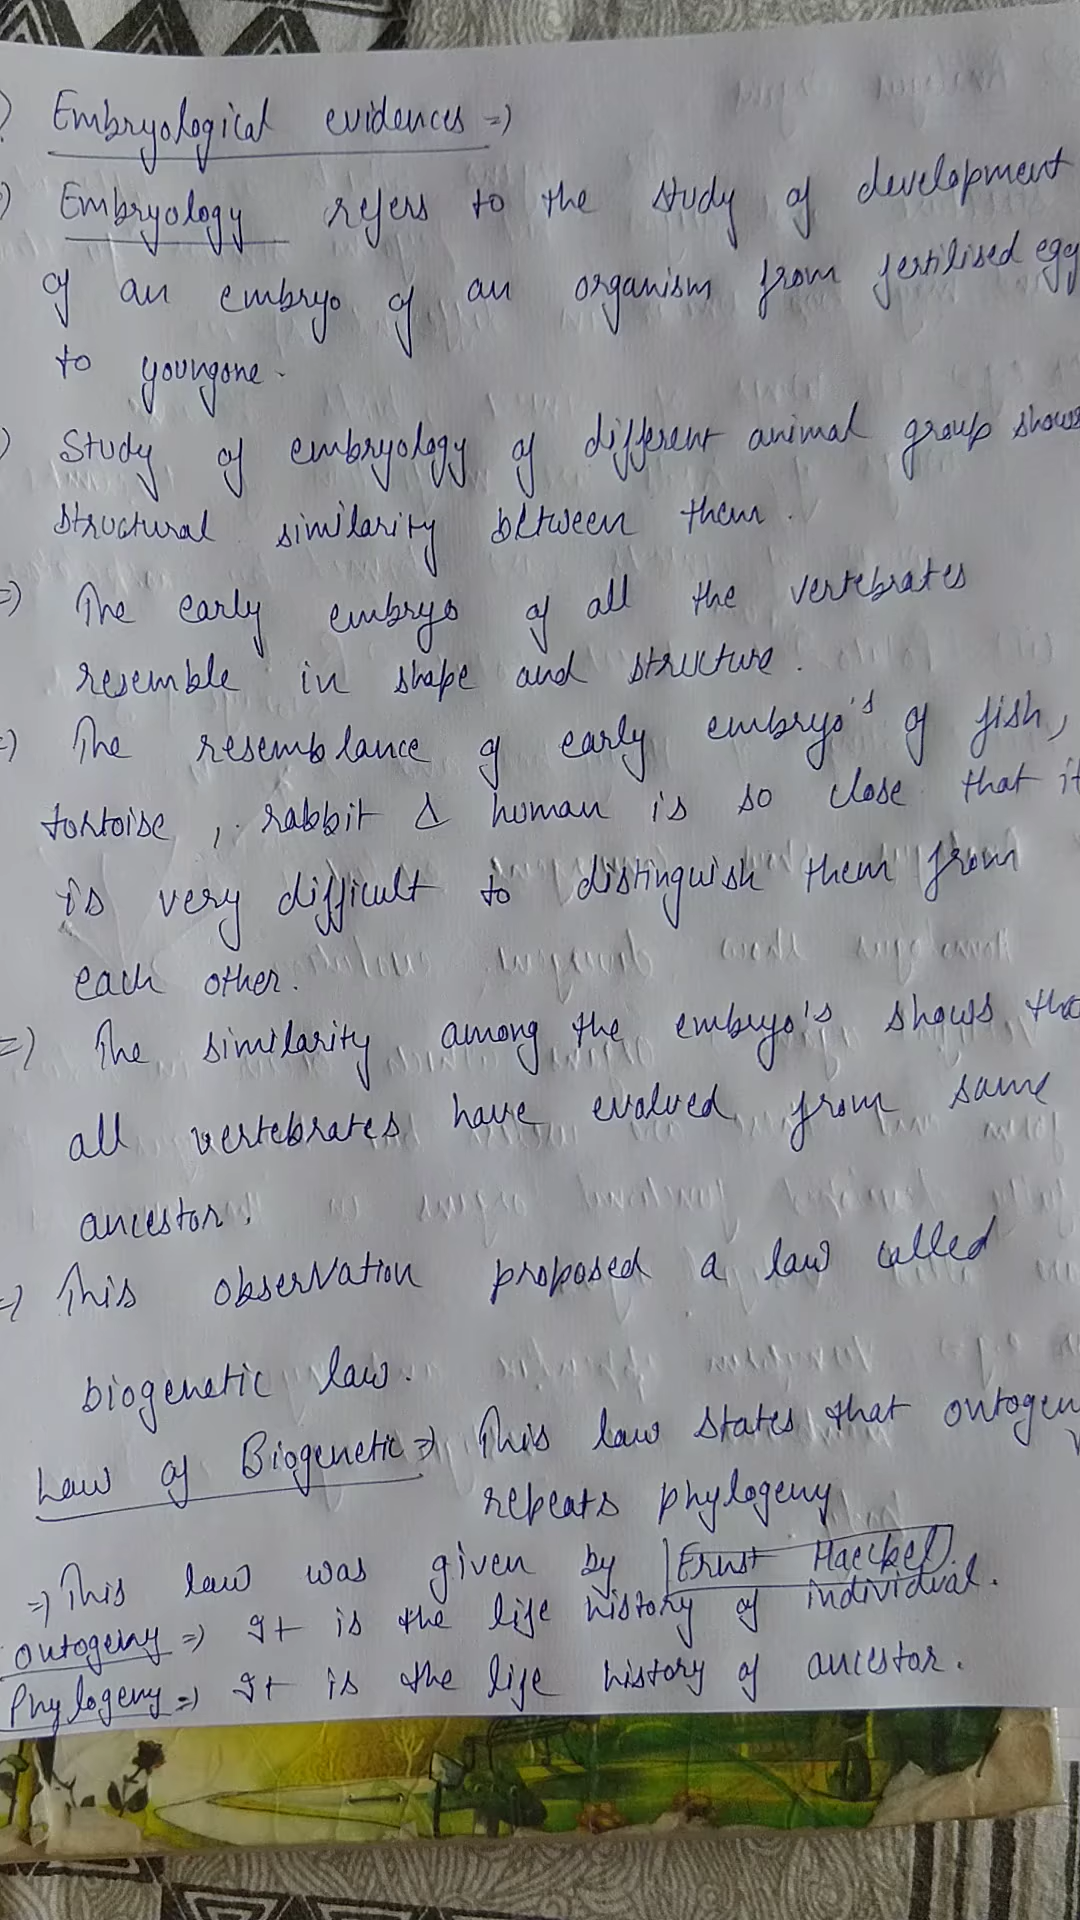 Embryological evidences =)
Embryology refers to the study of development
of an embryo of an organism from fertilised egg
to youngone.
Study of embryology of different animal group shows
structural similarity between them.
=) The early embryo of all the vertebrates
resemble in shape and structure.
=) The resemblance of early embryo's of fish,
tortoise, rabbit & human is so close that it
is very difficult to distinguish them from
each other.
=) The similarity among the embryo's shows
all vertebrates have evolved from same
ancestor.
=) This observation proposed a law called
biogenetic law.
Law of Biogenetic =) This law states that ontogeny
repeats phylogeny
=) This law was given by Ernst Haeckel.
Ontogeny =) It is the life history of individual.
Phylogeny =) It is the life history of ancestor.